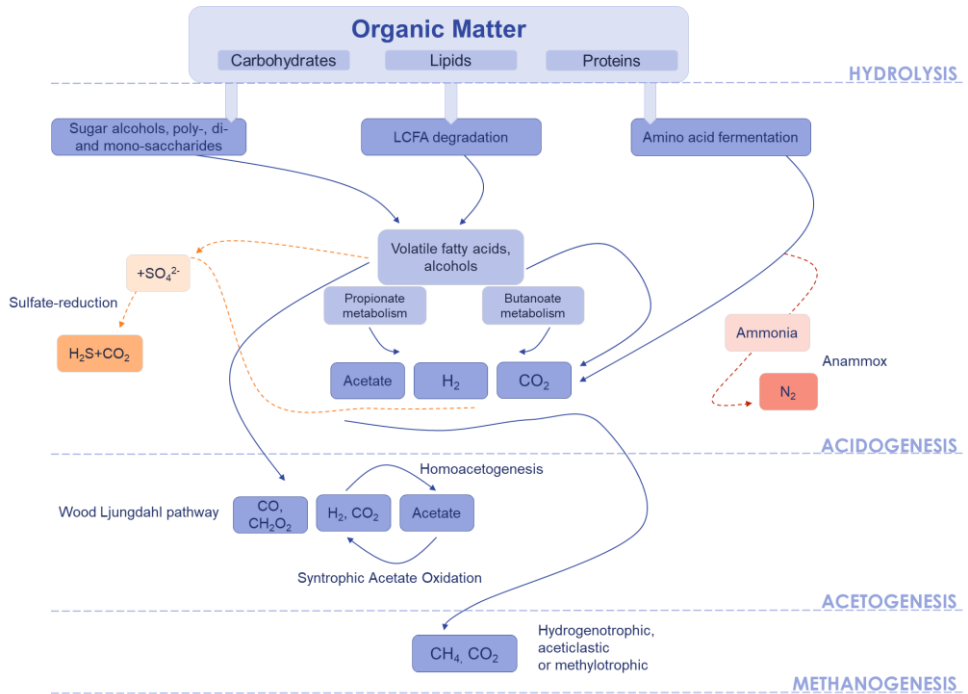 Organic Matter
Carbohydrates
Lipids
Proteins
HYDROLYSIS
Sugar alcohols, poly-, di-
and mono-saccharides
LCFA degradation
Amino acid fermentation
Volatile fatty acids,
alcohols
+SO₄²⁻
Sulfate-reduction
Propionate
metabolism
Butanoate
metabolism
H₂S+CO₂
Ammonia
Anammox
Acetate
H₂
CO₂
N₂
ACIDOGENESIS
Homoacetogenesis
Wood Ljungdahl pathway
CO,
CH₂O₂
H₂, CO₂
Acetate
Syntrophic Acetate Oxidation
ACETOGENESIS
CH₄, CO₂
Hydrogenotrophic,
aceticlastic
or methylotrophic
METHANOGENESIS